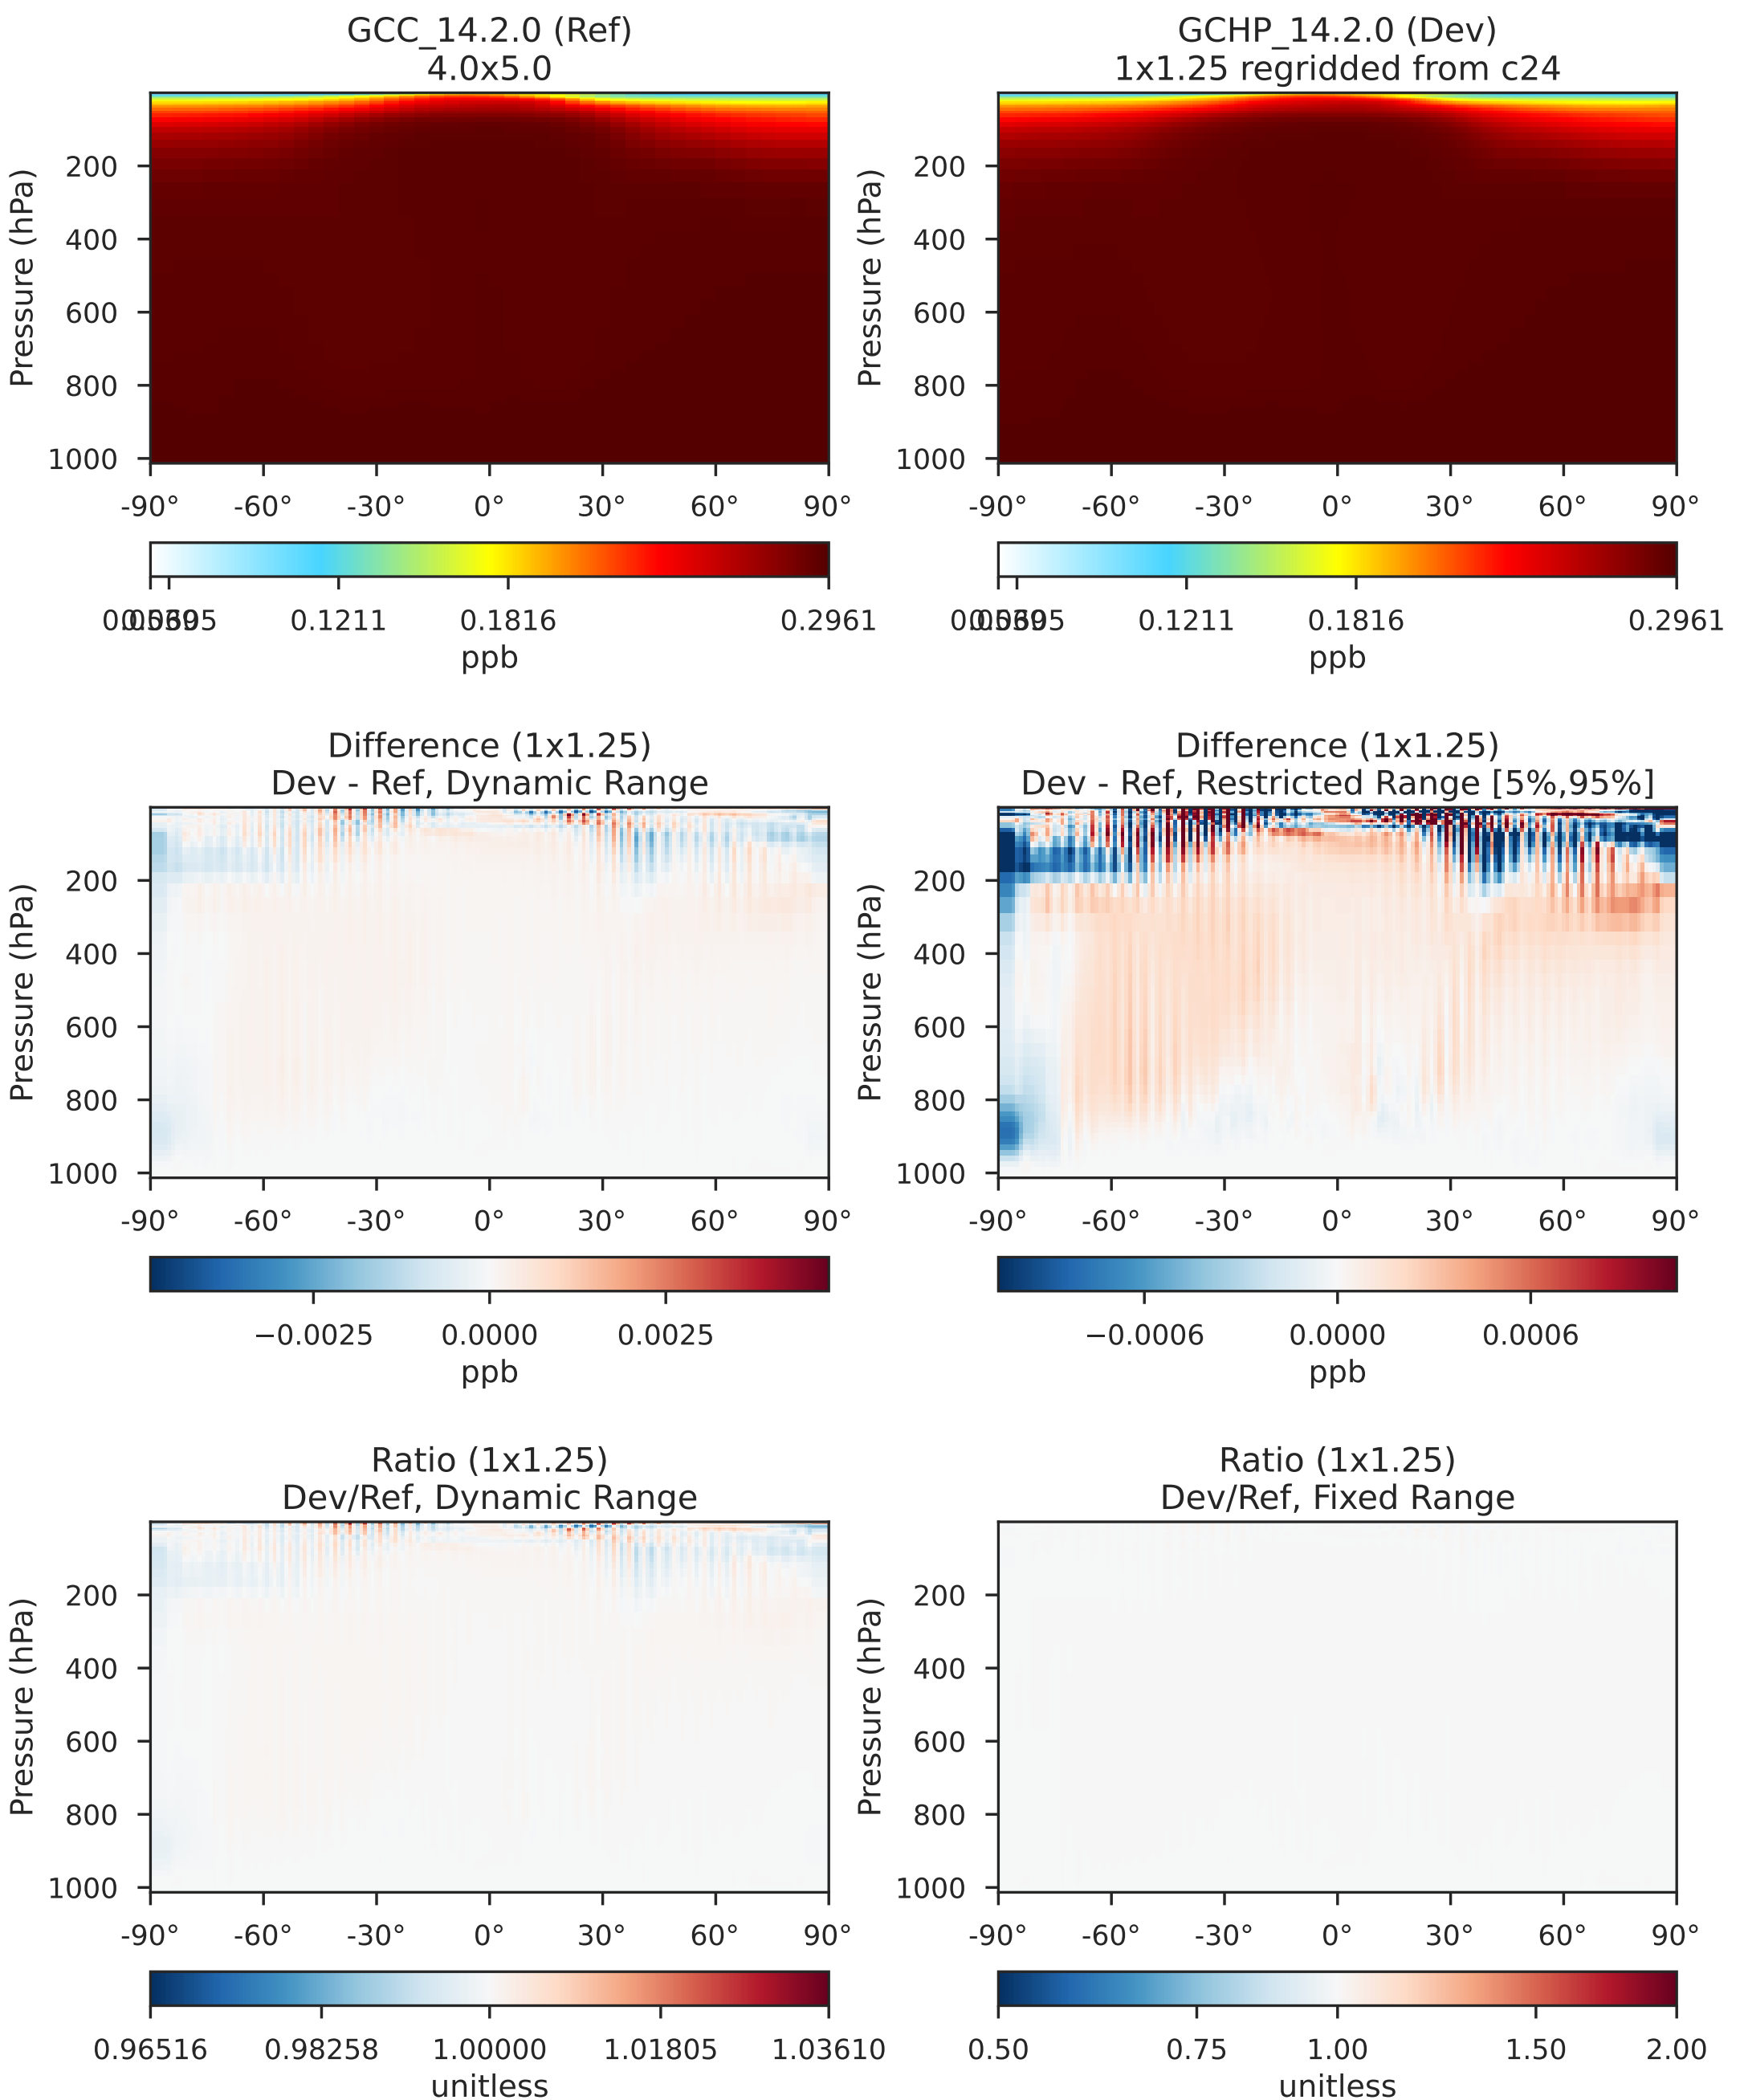 GCC_14.2.0 (Ref)
4.0x5.0
Pressure (hPa)
200
400
600
800
1000
-90° -60° -30° 0° 30° 60° 90°
0.1211 0.1816 0.2961
ppb
GCHP_14.2.0 (Dev)
1x1.25 regridded from c24
Pressure (hPa)
200
400
600
800
1000
-90° -60° -30° 0° 30° 60° 90°
0.1211 0.1816 0.2961
ppb
Difference (1x1.25)
Dev - Ref, Dynamic Range
Pressure (hPa)
200
400
600
800
1000
-90° -60° -30° 0° 30° 60° 90°
−0.0025 0.0000 0.0025
ppb
Difference (1x1.25)
Dev - Ref, Restricted Range [5%,95%]
Pressure (hPa)
200
400
600
800
1000
-90° -60° -30° 0° 30° 60° 90°
−0.0006 0.0000 0.0006
ppb
Ratio (1x1.25)
Dev/Ref, Dynamic Range
Pressure (hPa)
200
400
600
800
1000
-90° -60° -30° 0° 30° 60° 90°
0.96516 0.98258 1.00000 1.01805 1.03610
unitless
Ratio (1x1.25)
Dev/Ref, Fixed Range
Pressure (hPa)
200
400
600
800
1000
-90° -60° -30° 0° 30° 60° 90°
0.50 0.75 1.00 1.50 2.00
unitless